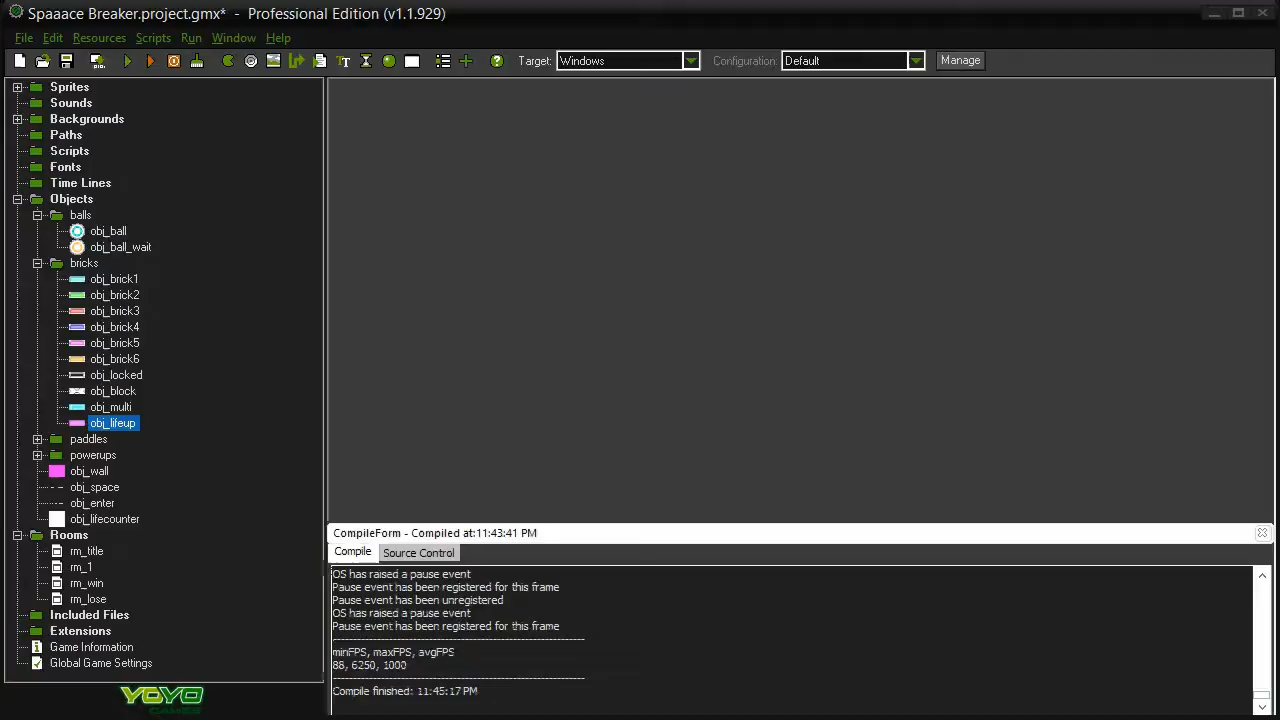 Spaaace Breaker.project.gmx* - Professional Edition (v1.1.929)
File Edit Resources Scripts Run Window Help
Target: Windows Configuration: Default Manage
Sprites
Sounds
Backgrounds
Paths
Scripts
Fonts
Time Lines
Objects
balls
obj_ball
obj_ball_wait
bricks
obj_brick1
obj_brick2
obj_brick3
obj_brick4
obj_brick5
obj_brick6
obj_locked
obj_block
obj_multi
obj_lifeup
paddles
powerups
obj_wall
obj_space
obj_enter
obj_lifecounter
Rooms
rm_title
rm_1
rm_win
rm_lose
Included Files
Extensions
Game Information
Global Game Settings
YOYO
GAMES
CompileForm - Compiled at:11:43:41 PM
Compile Source Control
OS has raised a pause event
Pause event has been registered for this frame
Pause event has been unregistered
OS has raised a pause event
Pause event has been registered for this frame
----------------------------------------------------------------
minFPS, maxFPS, avgFPS
88, 6250, 1000
----------------------------------------------------------------
Compile finished: 11:45:17 PM